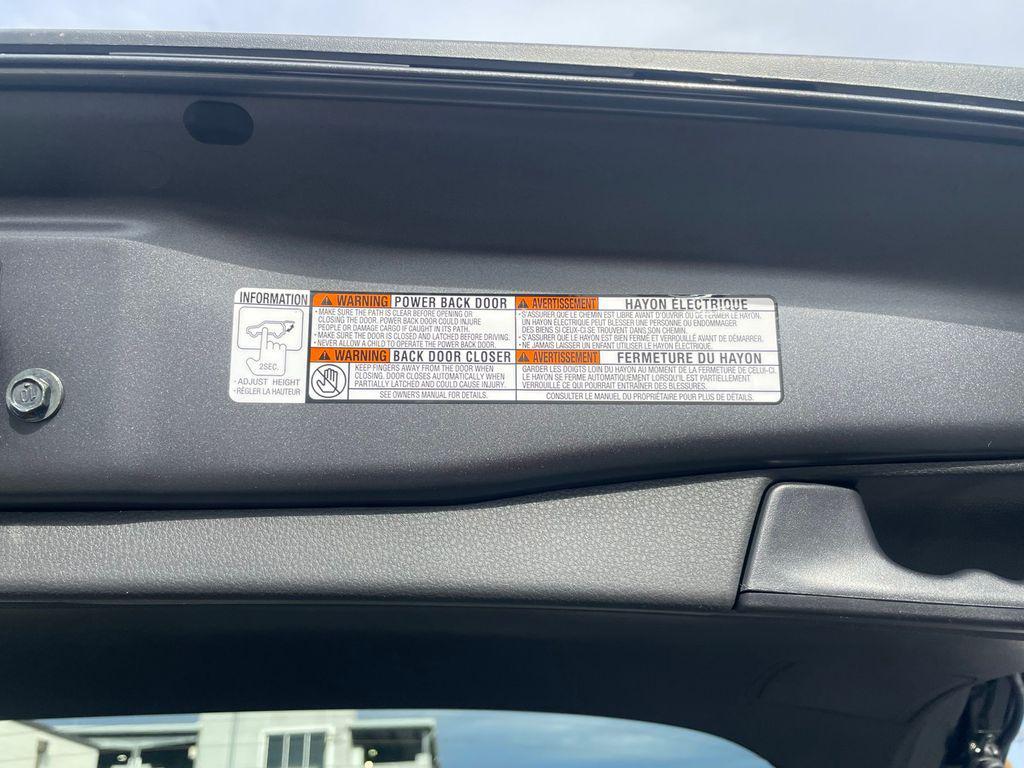 INFORMATION
2SEC.
• ADJUST HEIGHT
• RÉGLER LA HAUTEUR
WARNING POWER BACK DOOR
• MAKE SURE THE PATH IS CLEAR BEFORE OPENING OR
CLOSING THE DOOR. POWER BACK DOOR COULD INJURE
PEOPLE OR DAMAGE CARGO IF CAUGHT IN ITS PATH.
• MAKE SURE THE DOOR IS CLOSED AND LATCHED BEFORE DRIVING.
• NEVER ALLOW A CHILD TO OPERATE THE POWER BACK DOOR.
WARNING BACK DOOR CLOSER
KEEP FINGERS AWAY FROM THE DOOR WHEN
CLOSING. DOOR CLOSES AUTOMATICALLY WHEN
PARTIALLY LATCHED AND COULD CAUSE INJURY.
SEE OWNER'S MANUAL FOR DETAILS.
AVERTISSEMENT HAYON ÉLECTRIQUE
• S'ASSURER QUE LE CHEMIN EST LIBRE AVANT D'OUVRIR OU DE FERMER LE HAYON.
UN HAYON ÉLECTRIQUE PEUT BLESSER UNE PERSONNE OU ENDOMMAGER
DES BIENS SI CEUX-CI SE TROUVENT DANS SON CHEMIN.
• S'ASSURER QUE LE HAYON EST BIEN FERMÉ ET VERROUILLÉ AVANT DE DÉMARRER.
• NE JAMAIS LAISSER UN ENFANT UTILISER LE HAYON ÉLECTRIQUE.
AVERTISSEMENT FERMETURE DU HAYON
GARDER LES DOIGTS LOIN DU HAYON AU MOMENT DE LA FERMETURE DE CELUI-CI.
LE HAYON SE FERME AUTOMATIQUEMENT LORSQU'IL EST PARTIELLEMENT
VERROUILLÉ CE QUI POURRAIT ENTRAÎNER DES BLESSURES.
CONSULTER LE MANUEL DU PROPRIÉTAIRE POUR PLUS DE DÉTAILS.
10